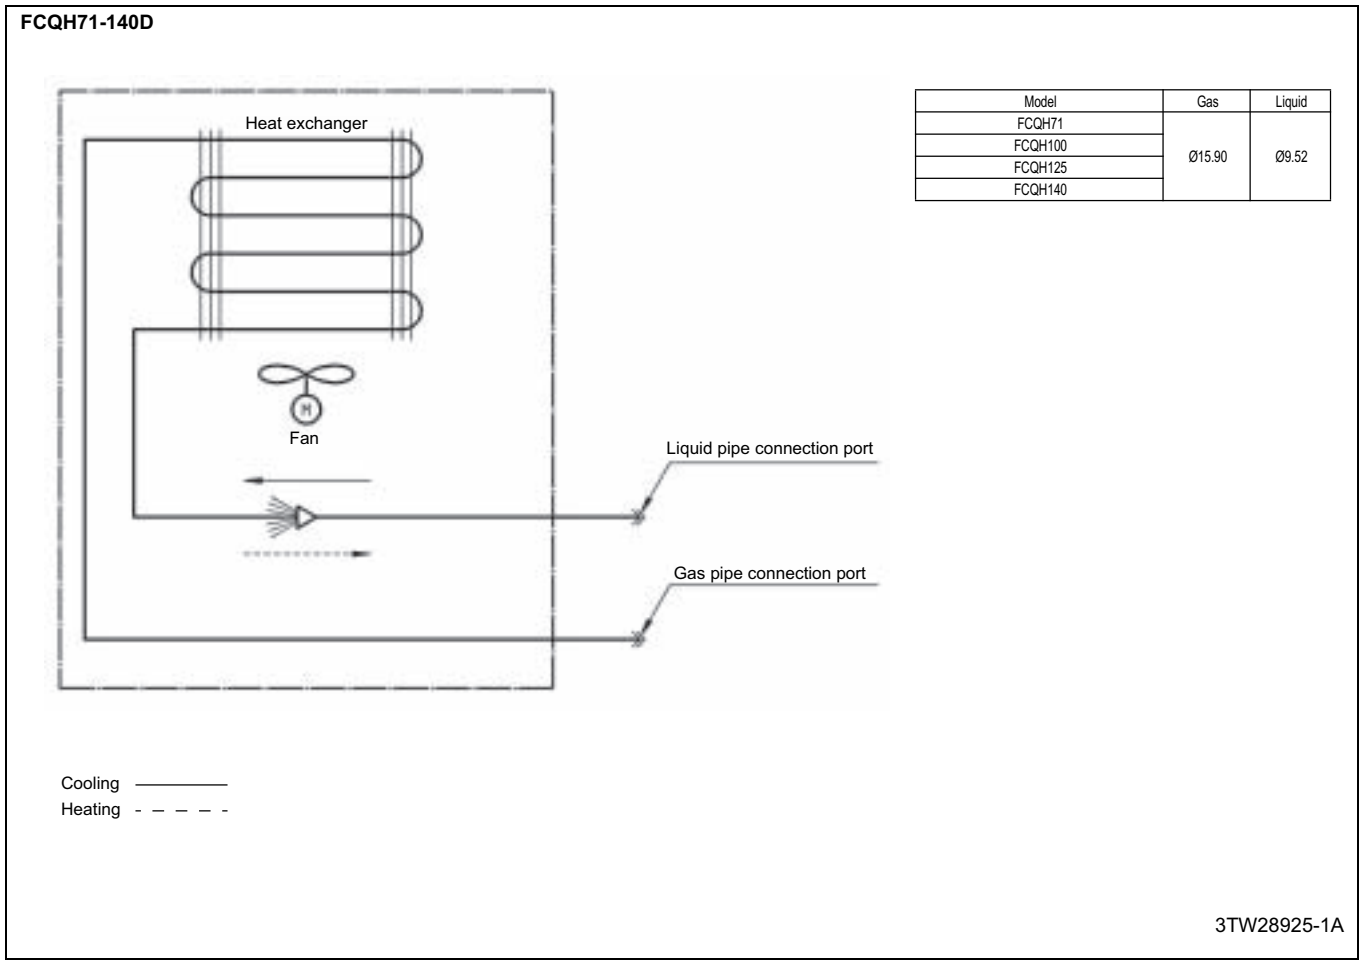 FCQH71-140D
Heat exchanger
M
Fan
Liquid pipe connection port
Gas pipe connection port
Model Gas Liquid
FCQH71
FCQH100
Ø15.90 Ø9.52
FCQH125
FCQH140
Cooling
Heating
3TW28925-1A